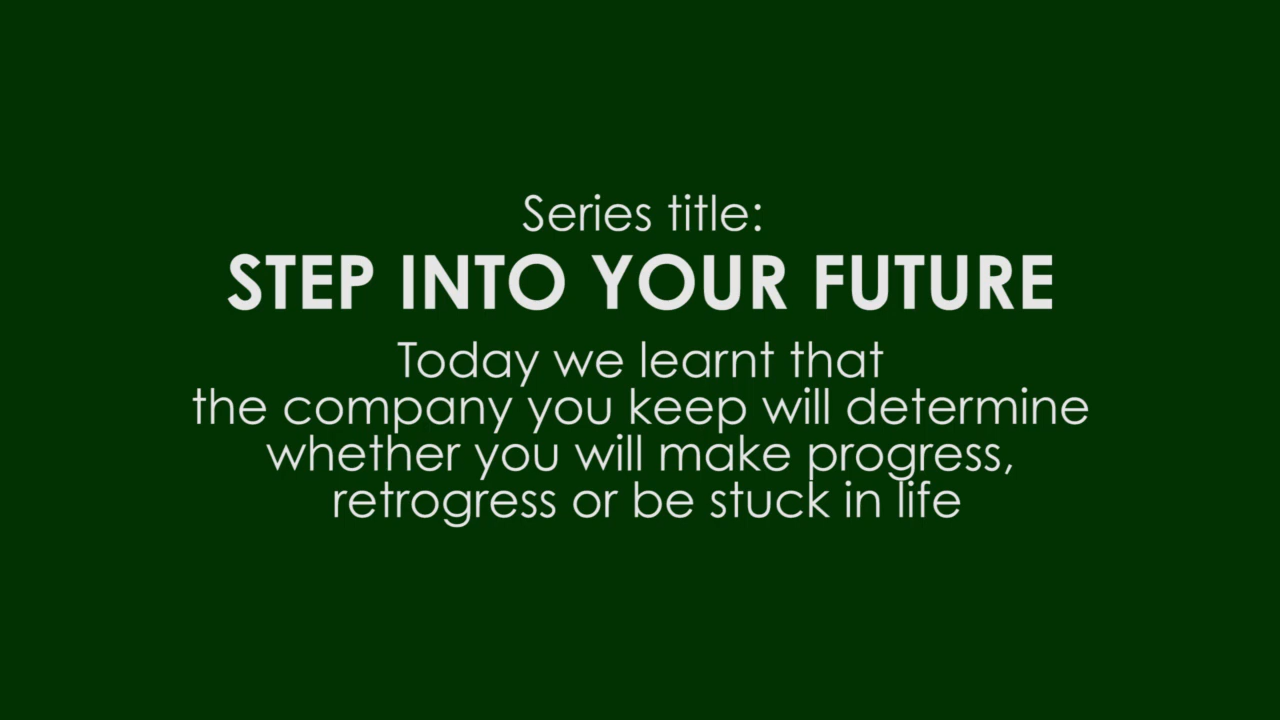 Series title:
STEP INTO YOUR FUTURE
Today we learnt that
the company you keep will determine
whether you will make progress,
retrogress or be stuck in life